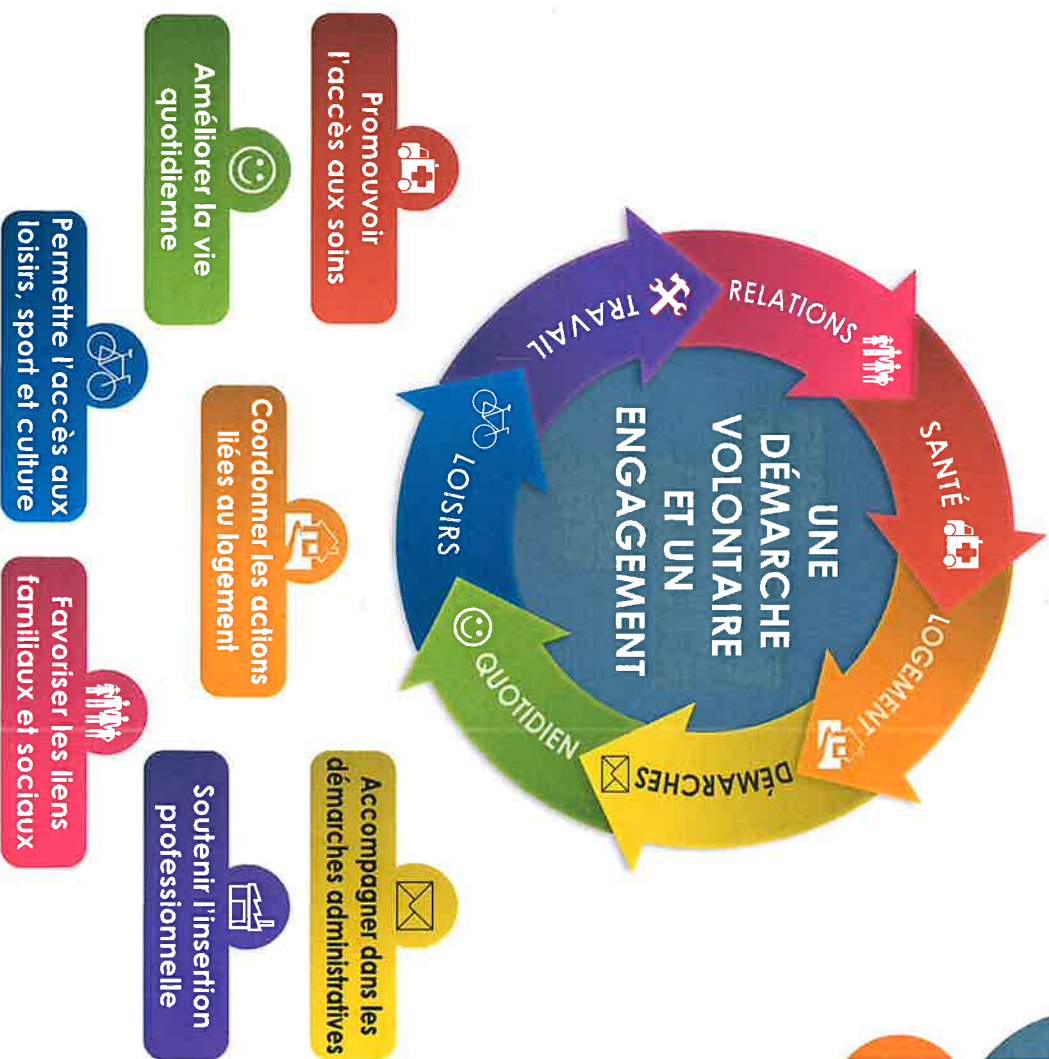 UNE
DÉMARCHE
VOLONTAIRE
ET UN
ENGAGEMENT
RELATIONS
SANTÉ
LOGEMENT
DÉMARCHES
QUOTIDIEN
LOISIRS
TRAVAIL
Promouvoir
l'accès aux soins
Accompagner dans les
démarches administratives
Coordonner les actions
liées au logement
Améliorer la vie
quotidienne
Soutenir l'insertion
professionnelle
Permettre l'accès aux
loisirs, sport et culture
Favoriser les liens
familiaux et sociaux